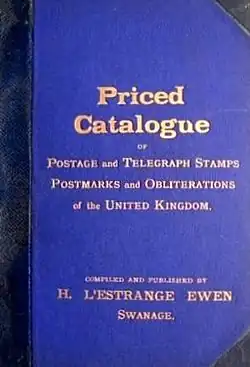 Priced
Catalogue
OF
POSTAGE and TELEGRAPH STAMPS
POSTMARKS and OBLITERATIONS
of the UNITED KINGDOM.
COMPILED AND PUBLISHED BY
H. L'ESTRANGE EWEN
SWANAGE.